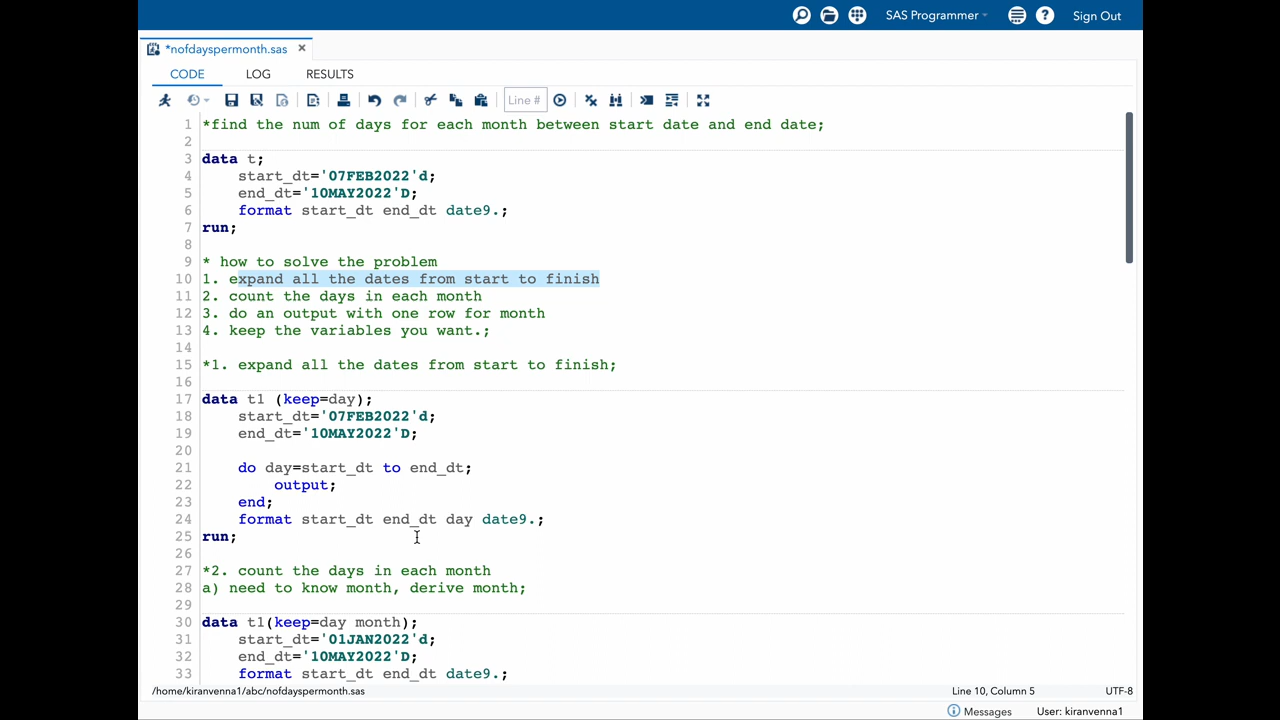 SAS Programmer
Sign Out
*nofdayspermonth.sas
CODE LOG RESULTS
Line #
1 *find the num of days for each month between start date and end date;
2
3 data t;
4 start_dt='07FEB2022'd;
5 end_dt='10MAY2022'D;
6 format start_dt end_dt date9.;
7 run;
8
9 * how to solve the problem
10 1. expand all the dates from start to finish
11 2. count the days in each month
12 3. do an output with one row for month
13 4. keep the variables you want.;
14
15 *1. expand all the dates from start to finish;
16
17 data t1 (keep=day);
18 start_dt='07FEB2022'd;
19 end_dt='10MAY2022'D;
20
21 do day=start_dt to end_dt;
22 output;
23 end;
24 format start_dt end_dt day date9.;
25 run;
26
27 *2. count the days in each month
28 a) need to know month, derive month;
29
30 data t1(keep=day month);
31 start_dt='01JAN2022'd;
32 end_dt='10MAY2022'D;
33 format start_dt end_dt date9.;
/home/kiranvenna1/abc/nofdayspermonth.sas Line 10, Column 5 UTF-8
Messages User: kiranvenna1